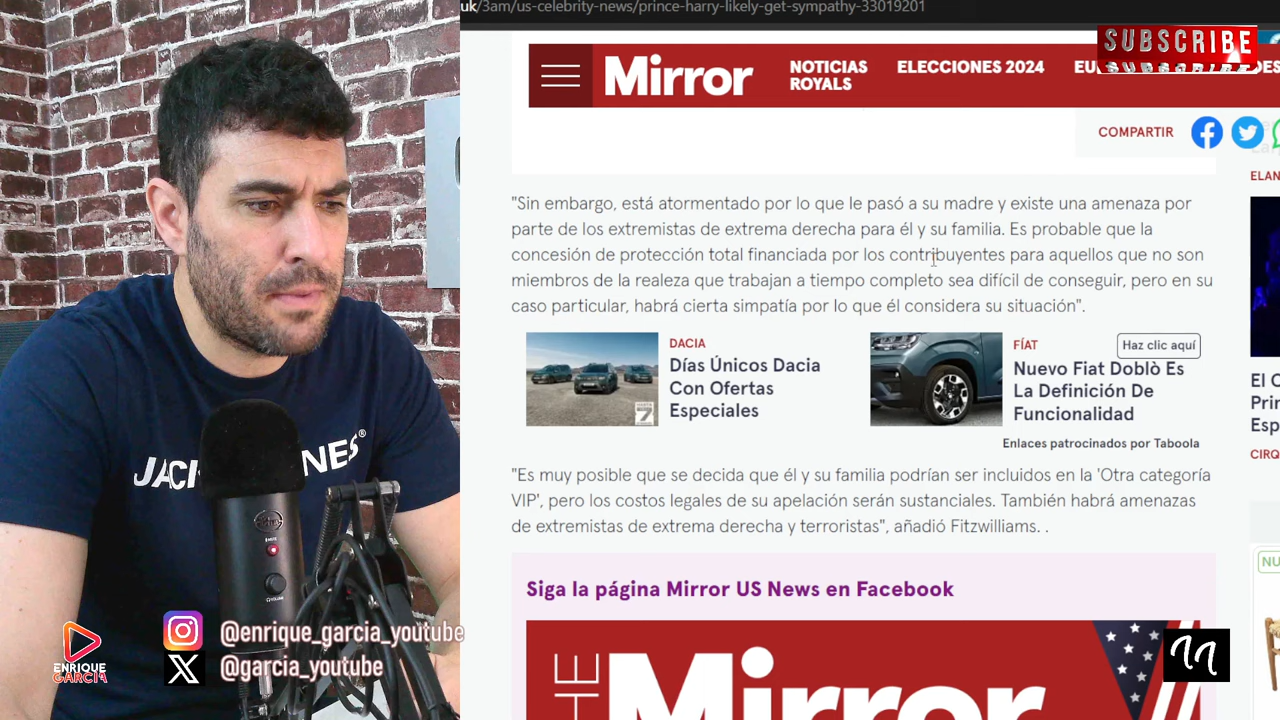 uk/3am/us-celebrity-news/prince-harry-likely-get-sympathy-33019201
SUBSCRIBE
Mirror
NOTICIAS
ROYALS
ELECCIONES 2024
COMPARTIR
ELAN
"Sin embargo, está atormentado por lo que le pasó a su madre y existe una amenaza por
parte de los extremistas de extrema derecha para él y su familia. Es probable que la
concesión de protección total financiada por los contribuyentes para aquellos que no son
miembros de la realeza que trabajan a tiempo completo sea difícil de conseguir, pero en su
caso particular, habrá cierta simpatía por lo que él considera su situación".
DACIA
Días Únicos Dacia
Con Ofertas
Especiales
FÍAT
Haz clic aquí
Nuevo Fiat Doblò Es
La Definición De
Funcionalidad
Enlaces patrocinados por Taboola
El C
Prin
Esp
CIRQ
"Es muy posible que se decida que él y su familia podrían ser incluidos en la 'Otra categoría
VIP', pero los costos legales de su apelación serán sustanciales. También habrá amenazas
de extremistas de extrema derecha y terroristas", añadió Fitzwilliams. .
Siga la página Mirror US News en Facebook
THE
Mirror
NU
@enrique_garcia_youtube
@garcia_youtube
ENRIQUE
GARCIA